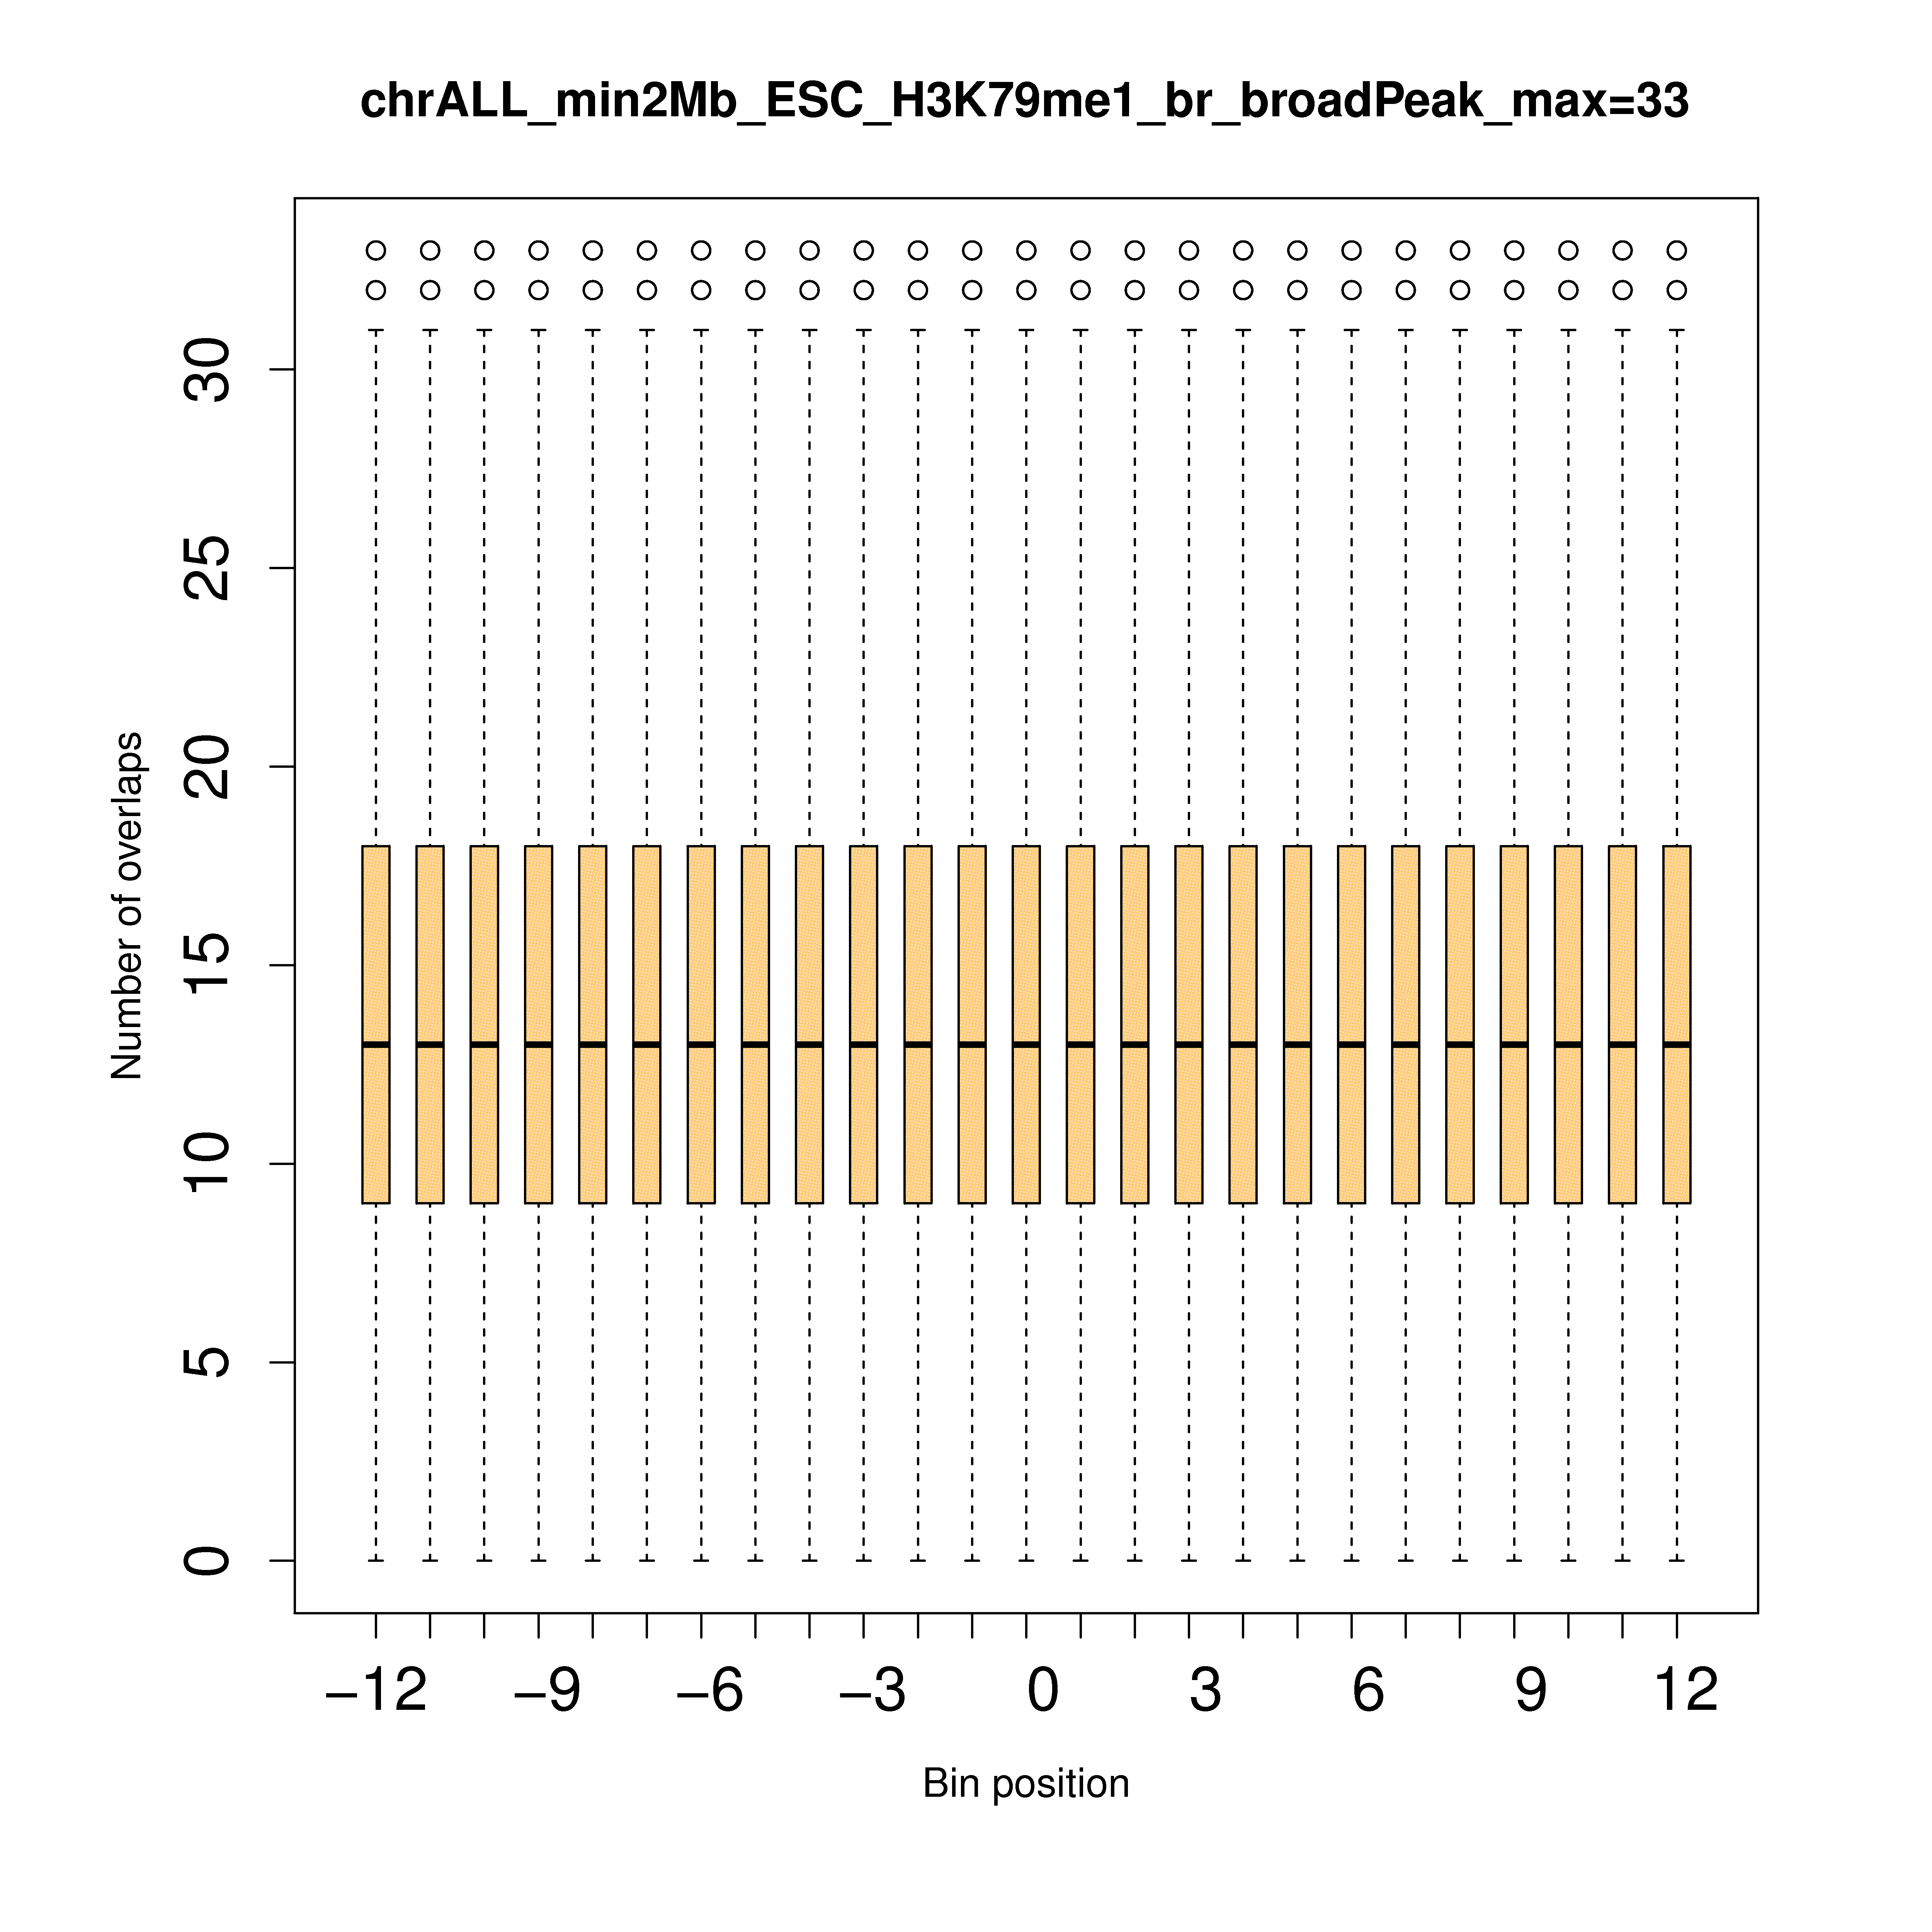 chrALL_min2Mb_ESC_H3K79me1_br_broadPeak_max=33
30
25
20
15
10
5
0
Number of overlaps
−12 −9 −6 −3 0 3 6 9 12
Bin position